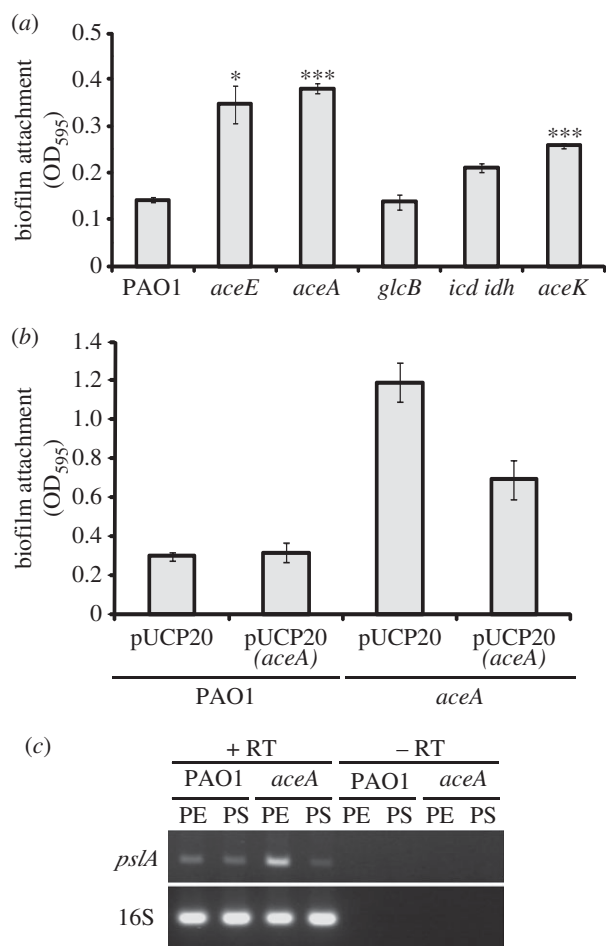 (a)
biofilm attachment
(OD595)
0.5
0.4
0.3
0.2
0.1
0
*
***
***
PAO1 aceE aceA glcB icd idh aceK
(b)
biofilm attachment
(OD595)
1.4
1.2
1.0
0.8
0.6
0.4
0.2
0
pUCP20 pUCP20 pUCP20 pUCP20
(aceA) (aceA)
PAO1 aceA
(c)
+ RT – RT
PAO1 aceA PAO1 aceA
PE PS PE PS PE PS PE PS
pslA
16S